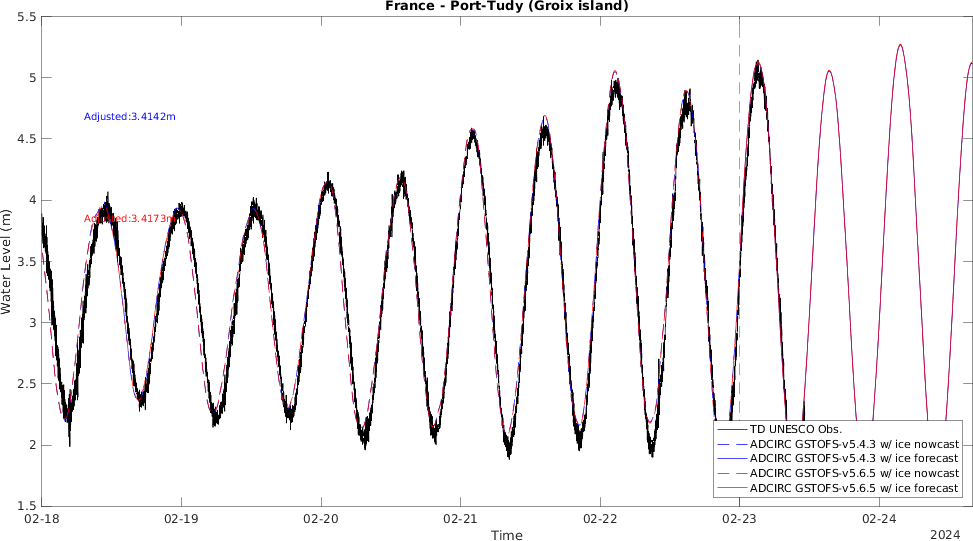 France - Port-Tudy (Groix island)
5.5
5
4.5
4
3.5
3
2.5
2
1.5
Water Level (m)
Adjusted:3.4142m
Adjusted:3.4173m
TD UNESCO Obs.
ADCIRC GSTOFS-v5.4.3 w/ ice nowcast
ADCIRC GSTOFS-v5.4.3 w/ ice forecast
ADCIRC GSTOFS-v5.6.5 w/ ice nowcast
ADCIRC GSTOFS-v5.6.5 w/ ice forecast
02-18 02-19 02-20 02-21 02-22 02-23 02-24
Time
2024